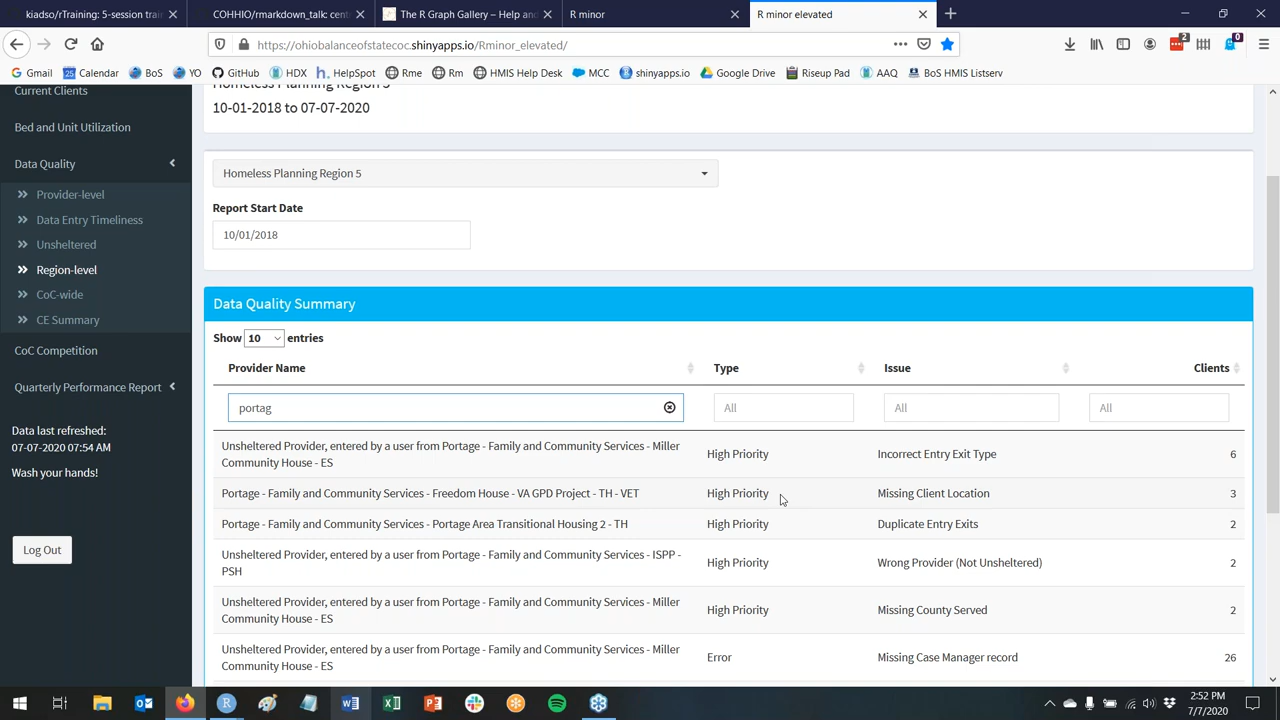 kiadso/rTraining: 5-session trai
COHHIO/rmarkdown_talk: cent
The R Graph Gallery – Help and
R minor
R minor elevated
https://ohiobalanceofstatecoc.shinyapps.io/Rminor_elevated/
2
0
Gmail
Calendar
BoS
YO
GitHub
HDX
HelpSpot
Rme
Rm
HMIS Help Desk
MCC
shinyapps.io
Google Drive
Riseup Pad
AAQ
BoS HMIS Listserv
Current Clients
Bed and Unit Utilization
Data Quality
Provider-level
Data Entry Timeliness
Unsheltered
Region-level
CoC-wide
CE Summary
CoC Competition
Quarterly Performance Report
Data last refreshed:
07-07-2020 07:54 AM
Wash your hands!
Log Out
Homeless Planning Region 5
10-01-2018 to 07-07-2020
Homeless Planning Region 5
Report Start Date
10/01/2018
Data Quality Summary
Show 10 entries
Provider Name Type Issue Clients
portag All All All
Unsheltered Provider, entered by a user from Portage - Family and Community Services - Miller
Community House - ES
High Priority Incorrect Entry Exit Type 6
Portage - Family and Community Services - Freedom House - VA GPD Project - TH - VET High Priority Missing Client Location 3
Portage - Family and Community Services - Portage Area Transitional Housing 2 - TH High Priority Duplicate Entry Exits 2
Unsheltered Provider, entered by a user from Portage - Family and Community Services - ISPP -
PSH
High Priority Wrong Provider (Not Unsheltered) 2
Unsheltered Provider, entered by a user from Portage - Family and Community Services - Miller
Community House - ES
High Priority Missing County Served 2
Unsheltered Provider, entered by a user from Portage - Family and Community Services - Miller
Community House - ES
Error Missing Case Manager record 26
2:52 PM
7/7/2020